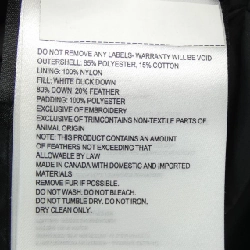 DO NOT REMOVE ANY LABELS- WARRANTY WILL BE VOID
OUTERSHELL: 85% POLYESTER, 15% COTTON
LINING: 100% NYLON
FILL: WHITE DUCK DOWN
80% DOWN 20% FEATHER
PADDING: 100% POLYESTER
EXCLUSIVE OF EMBROIDERY
EXCLUSIVE OF TRIMCONTAINS NON-TEXTILE PARTS OF
ANIMAL ORIGIN
NOTE: THIS PRODUCT CONTAINS AN AMOUNT
OF FEATHERS NOT EXCEEDING THAT
ALLOWABLE BY LAW
MADE IN CANADA WITH DOMESTIC AND IMPORTED
MATERIALS
REMOVE FUR IF POSSIBLE.
DO NOT WASH. DO NOT BLEACH.
DO NOT TUMBLE DRY. DO NOT IRON.
DRY CLEAN ONLY.